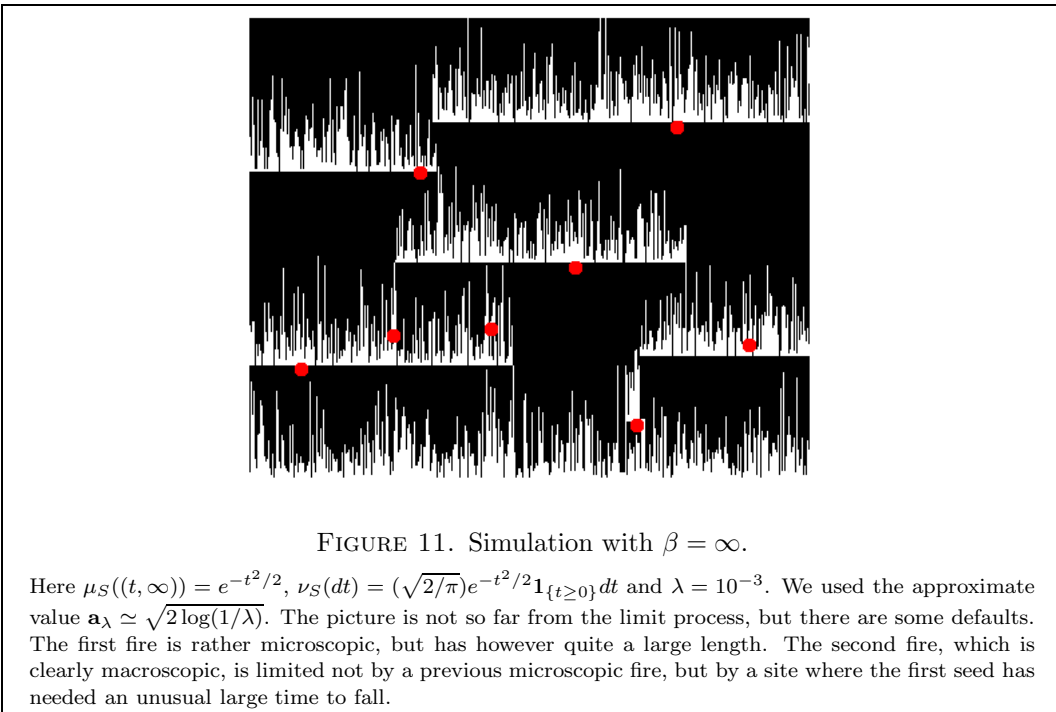 FIGURE 11. Simulation with β = ∞.
Here μ_S((t, ∞)) = e^{−t²/2}, ν_S(dt) = (√(2/π))e^{−t²/2}1_{{t≥0}}dt and λ = 10^{−3}. We used the approximate
value a_λ ≃ √(2 log(1/λ)). The picture is not so far from the limit process, but there are some defaults.
The first fire is rather microscopic, but has however quite a large length. The second fire, which is
clearly macroscopic, is limited not by a previous microscopic fire, but by a site where the first seed has
needed an unusual large time to fall.